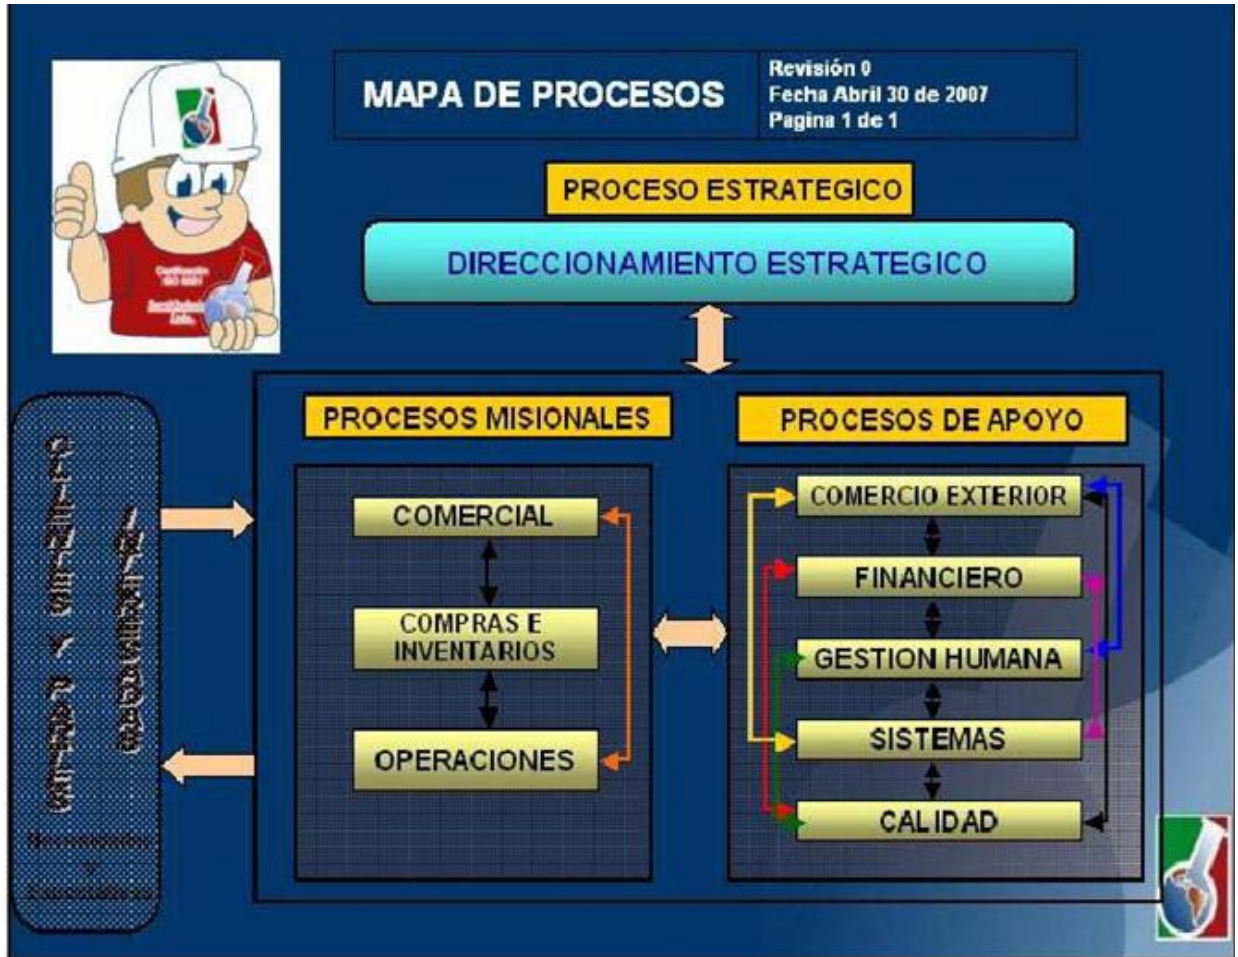 MAPA DE PROCESOS
Revisión 0
Fecha Abril 30 de 2007
Pagina 1 de 1
PROCESO ESTRATEGICO
DIRECCIONAMIENTO ESTRATEGICO
PROCESOS MISIONALES
COMERCIAL
COMPRAS E
INVENTARIOS
OPERACIONES
PROCESOS DE APOYO
COMERCIO EXTERIOR
FINANCIERO
GESTION HUMANA
SISTEMAS
CALIDAD
Certificación